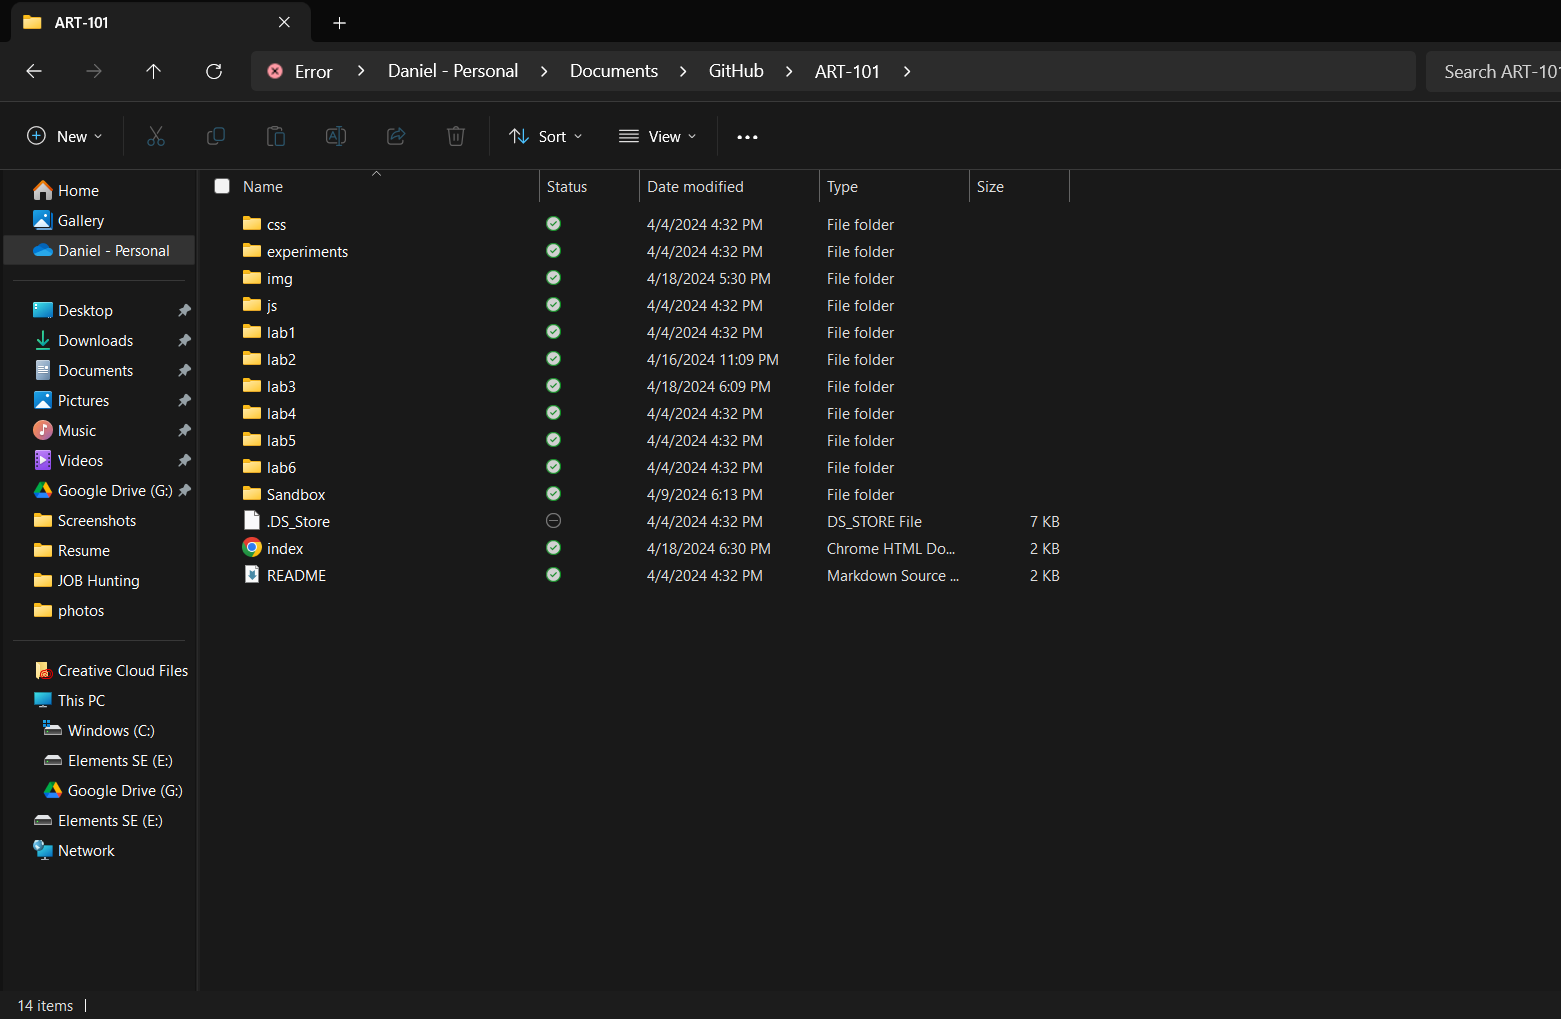 ART-101
Error > Daniel - Personal > Documents > GitHub > ART-101 >
Search ART-101
New
Sort
View
Home
Gallery
Daniel - Personal
Desktop
Downloads
Documents
Pictures
Music
Videos
Google Drive (G:)
Screenshots
Resume
JOB Hunting
photos
Creative Cloud Files
This PC
Windows (C:)
Elements SE (E:)
Google Drive (G:)
Elements SE (E:)
Network
Name Status Date modified Type Size
css 4/4/2024 4:32 PM File folder
experiments 4/4/2024 4:32 PM File folder
img 4/18/2024 5:30 PM File folder
js 4/4/2024 4:32 PM File folder
lab1 4/4/2024 4:32 PM File folder
lab2 4/16/2024 11:09 PM File folder
lab3 4/18/2024 6:09 PM File folder
lab4 4/4/2024 4:32 PM File folder
lab5 4/4/2024 4:32 PM File folder
lab6 4/4/2024 4:32 PM File folder
Sandbox 4/9/2024 6:13 PM File folder
.DS_Store 4/4/2024 4:32 PM DS_STORE File 7 KB
index 4/18/2024 6:30 PM Chrome HTML Do... 2 KB
README 4/4/2024 4:32 PM Markdown Source ... 2 KB
14 items